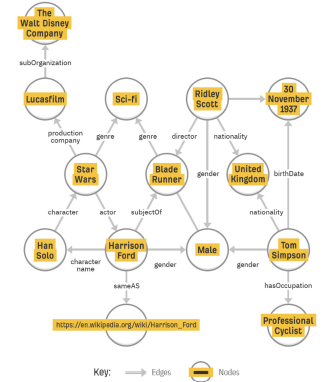 The
Walt Disney
Company
subOrganization
Lucasfilm
Sci-fi
Ridley
Scott
30
November
1937
production
company
genre
genre
director
nationality
Star
Wars
Blade
Runner
gender
United
Kingdom
birthDate
character
actor
subjectOf
nationality
Han
Solo
character
name
Harrison
Ford
gender
Male
gender
Tom
Simpson
sameAS
hasOccupation
https://en.wikipedia.org/wiki/Harrison_Ford
Professional
Cyclist
Key:
Edges
Nodes